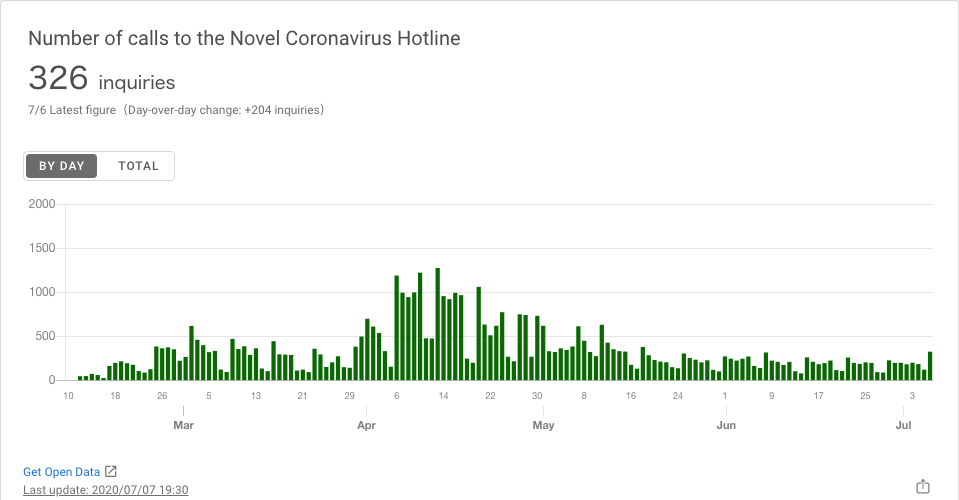 Number of calls to the Novel Coronavirus Hotline
326 inquiries
7/6 Latest figure（Day-over-day change: +204 inquiries）
BY DAY TOTAL
2000
1500
1000
500
0
10 18 26 5 13 21 29 6 14 22 30 8 16 24 1 9 17 25 3
Mar Apr May Jun Jul
Get Open Data
Last update: 2020/07/07 19:30